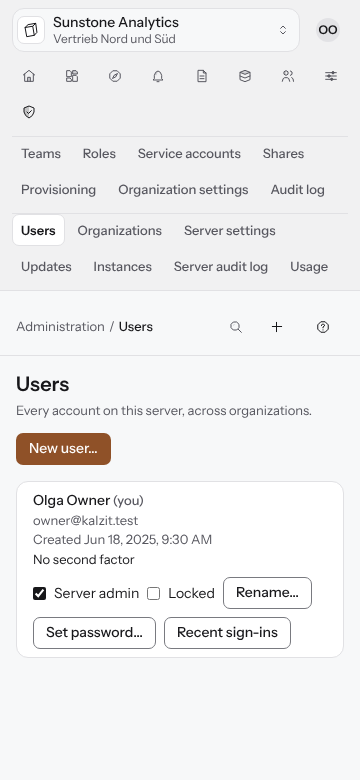 Sunstone Analytics
Vertrieb Nord und Süd
OO
Teams Roles Service accounts Shares
Provisioning Organization settings Audit log
Users Organizations Server settings
Updates Instances Server audit log Usage
Administration / Users
Users
Every account on this server, across organizations.
New user...
Olga Owner (you)
owner@kalzit.test
Created Jun 18, 2025, 9:30 AM
No second factor
Server admin Locked Rename...
Set password... Recent sign-ins